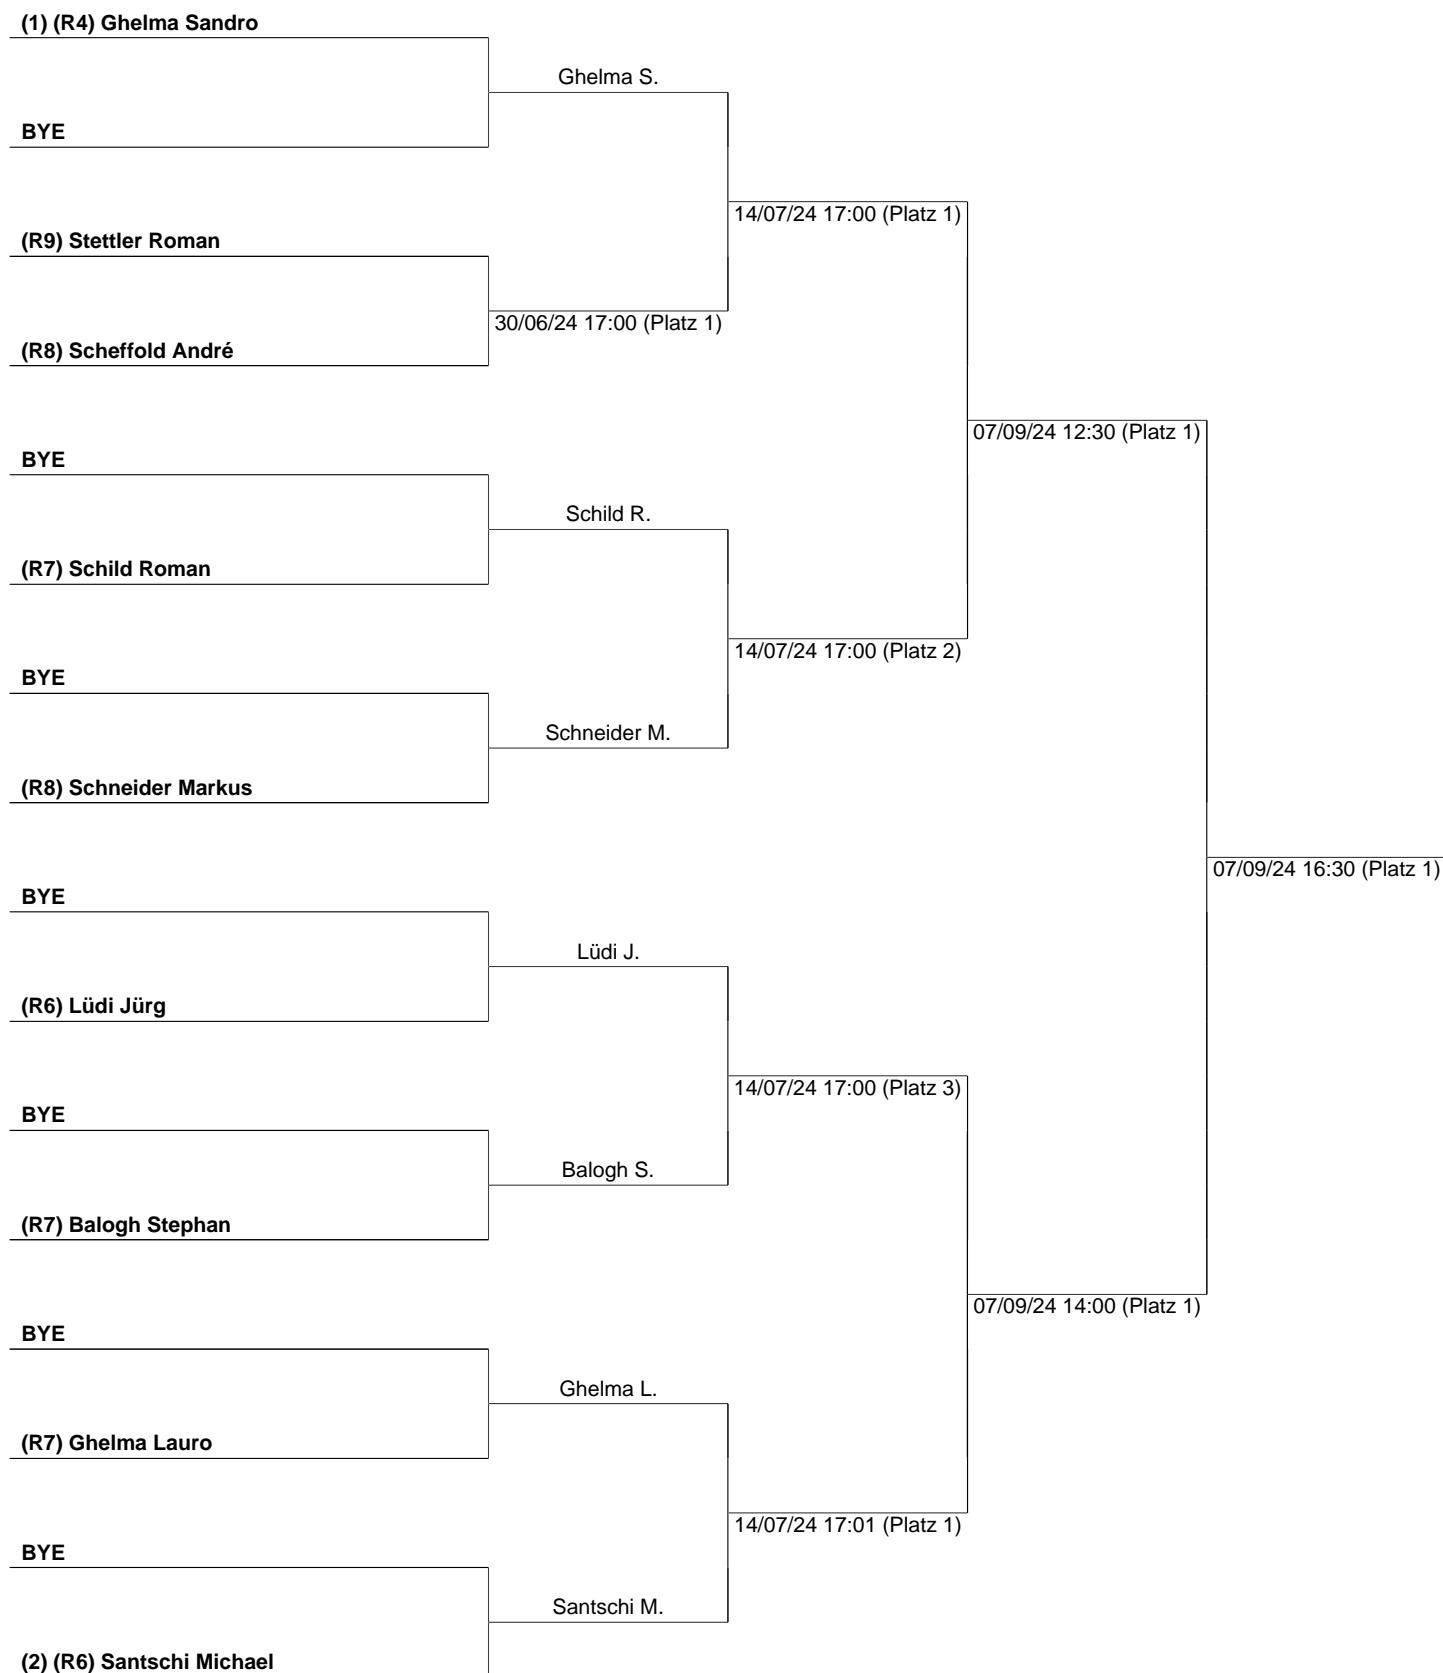 (1) (R4) Ghelma Sandro
Ghelma S.
BYE
14/07/24 17:00 (Platz 1)
(R9) Stettler Roman
30/06/24 17:00 (Platz 1)
(R8) Scheffold André
07/09/24 12:30 (Platz 1)
BYE
Schild R.
(R7) Schild Roman
14/07/24 17:00 (Platz 2)
BYE
Schneider M.
(R8) Schneider Markus
07/09/24 16:30 (Platz 1)
BYE
Lüdi J.
(R6) Lüdi Jürg
14/07/24 17:00 (Platz 3)
BYE
Balogh S.
(R7) Balogh Stephan
07/09/24 14:00 (Platz 1)
BYE
Ghelma L.
(R7) Ghelma Lauro
14/07/24 17:01 (Platz 1)
BYE
Santschi M.
(2) (R6) Santschi Michael